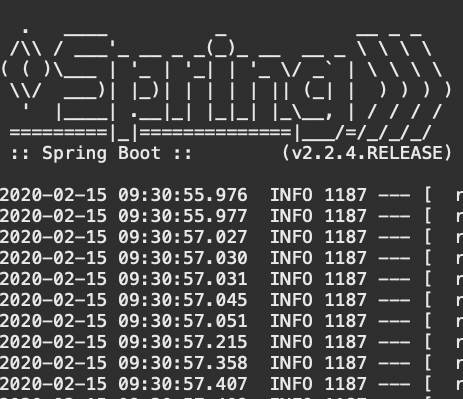 .   ____          _            __ _ _
 /\\ / ___'_ __ _ _(_)_ __  __ _ \ \ \ \
( ( )\___ | '_ | '_| | '_ \/ _` | \ \ \ \
 \\/  ___)| |_)| | | | | || (_| |  ) ) ) )
  '  |____| .__|_| |_|_| |_\__, | / / / /
 =========|_|==============|___/=/_/_/_/
 :: Spring Boot ::        (v2.2.4.RELEASE)
2020-02-15 09:30:55.976  INFO 1187 --- [  r
2020-02-15 09:30:55.977  INFO 1187 --- [  r
2020-02-15 09:30:57.027  INFO 1187 --- [  r
2020-02-15 09:30:57.030  INFO 1187 --- [  r
2020-02-15 09:30:57.031  INFO 1187 --- [  r
2020-02-15 09:30:57.045  INFO 1187 --- [  r
2020-02-15 09:30:57.051  INFO 1187 --- [  r
2020-02-15 09:30:57.215  INFO 1187 --- [  r
2020-02-15 09:30:57.358  INFO 1187 --- [  r
2020-02-15 09:30:57.407  INFO 1187 --- [  r